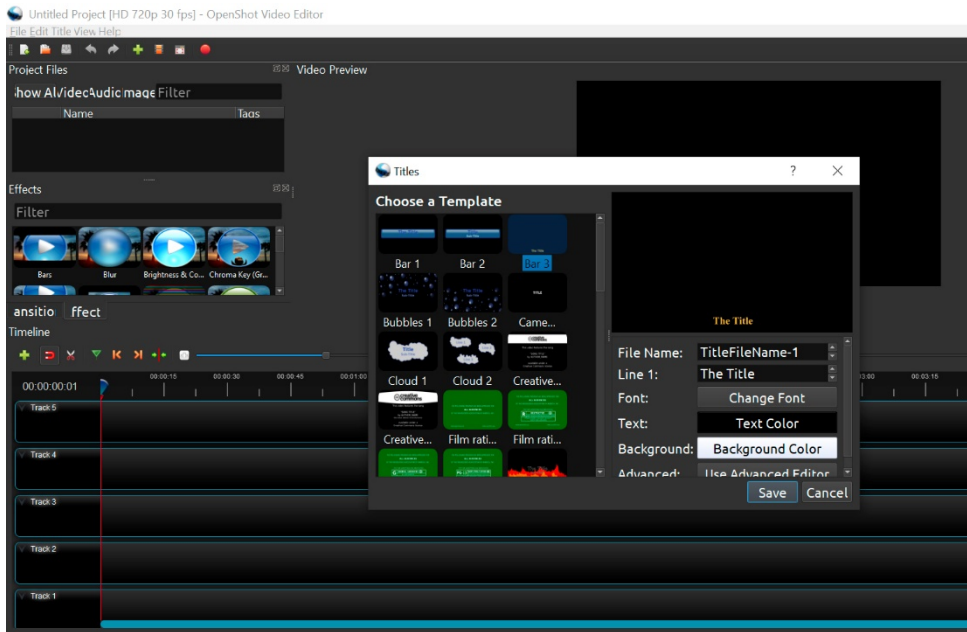 Untitled Project [HD 720p 30 fps] - OpenShot Video Editor
File Edit Title View Help
Project Files
Video Preview
Filter
Name Tags
Effects
Filter
Bars Blur Brightness & Co... Chroma Key (Gr...
ansitio ffect
Timeline
00:00:00:01
00:00:15 00:00:30 00:00:45 00:01:00 00:03:15
Track 5
Track 4
Track 3
Track 2
Track 1
Titles
Choose a Template
Bar 1 Bar 2 Bar 3
Bubbles 1 Bubbles 2 Came...
Cloud 1 Cloud 2 Creative...
Creative... Film rati... Film rati...
The Title
File Name: TitleFileName-1
Line 1: The Title
Font: Change Font
Text: Text Color
Background: Background Color
Advanced: Use Advanced Editor
Save Cancel